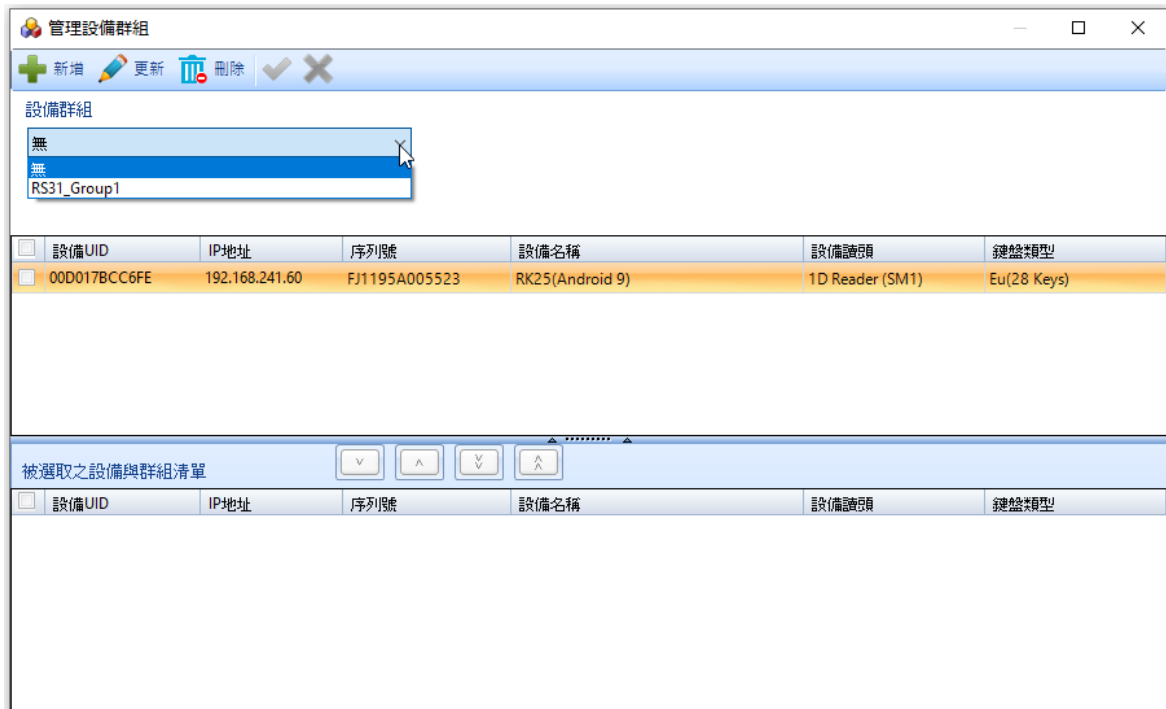 管理設備群組
新增 更新 刪除
設備群組
無
無
RS31_Group1
設備UID IP地址 序列號 設備名稱 設備讀頭 鍵盤類型
00D017BCC6FE 192.168.241.60 FJ1195A005523 RK25(Android 9) 1D Reader (SM1) Eu(28 Keys)
被選取之設備與群組清單
設備UID IP地址 序列號 設備名稱 設備讀頭 鍵盤類型